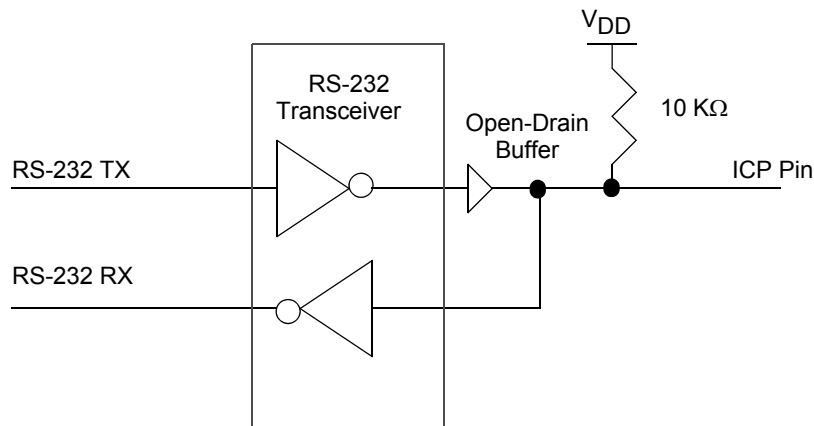 VDD
RS-232
Transceiver
10 KΩ
Open-Drain
Buffer
RS-232 TX
ICP Pin
RS-232 RX